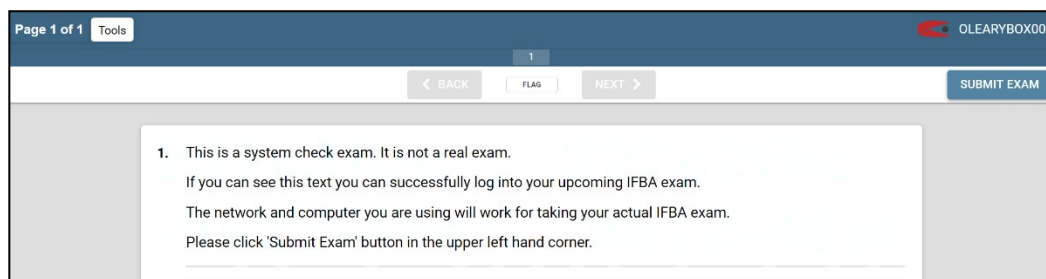 Page 1 of 1 Tools OLEARYBOX00
1
BACK FLAG NEXT SUBMIT EXAM
1. This is a system check exam. It is not a real exam.
If you can see this text you can successfully log into your upcoming IFBA exam.
The network and computer you are using will work for taking your actual IFBA exam.
Please click 'Submit Exam' button in the upper left hand corner.